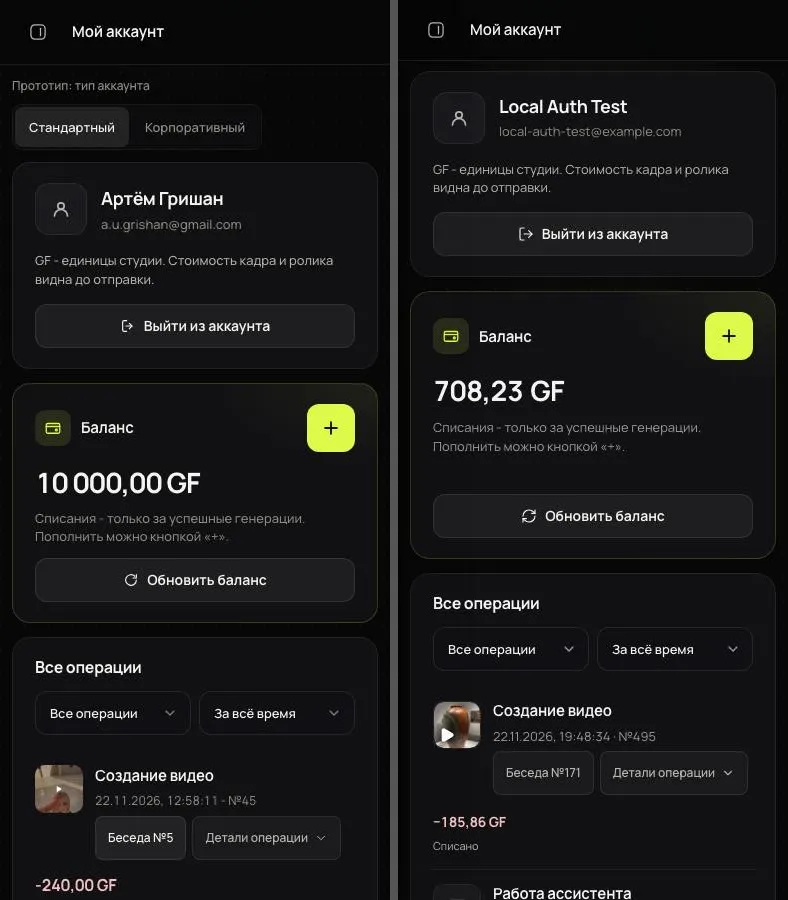 Мой аккаунт
Прототип: тип аккаунта
Стандартный
Корпоративный
Артём Гришан
a.u.grishan@gmail.com
GF - единицы студии. Стоимость кадра и ролика
видна до отправки.
Выйти из аккаунта
Баланс
10 000,00 GF
Списания - только за успешные генерации.
Пополнить можно кнопкой «+».
Обновить баланс
Все операции
Все операции
За всё время
Создание видео
22.11.2026, 12:58:11 - №45
Беседа №5
Детали операции
-240,00 GF
Мой аккаунт
Local Auth Test
local-auth-test@example.com
GF - единицы студии. Стоимость кадра и ролика
видна до отправки.
Выйти из аккаунта
Баланс
708,23 GF
Списания - только за успешные генерации.
Пополнить можно кнопкой «+».
Обновить баланс
Все операции
Все операции
За всё время
Создание видео
22.11.2026, 19:48:34 · №495
Беседа №171
Детали операции
−185,86 GF
Списано
Работа ассистента